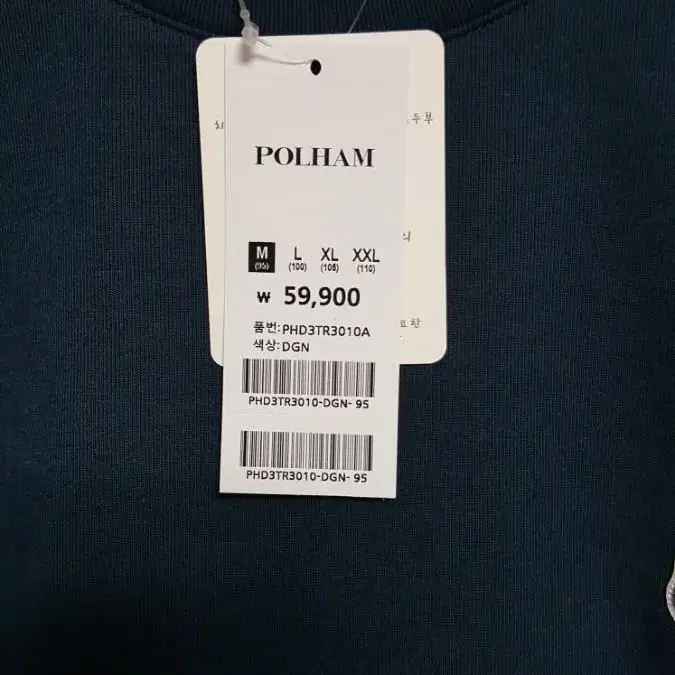 POLHAM
M L XL XXL
(95) (100) (105) (110)
₩ 59,900
품번:PHD3TR3010A
색상:DGN
PHD3TR3010-DGN- 95
PHD3TR3010-DGN- 95